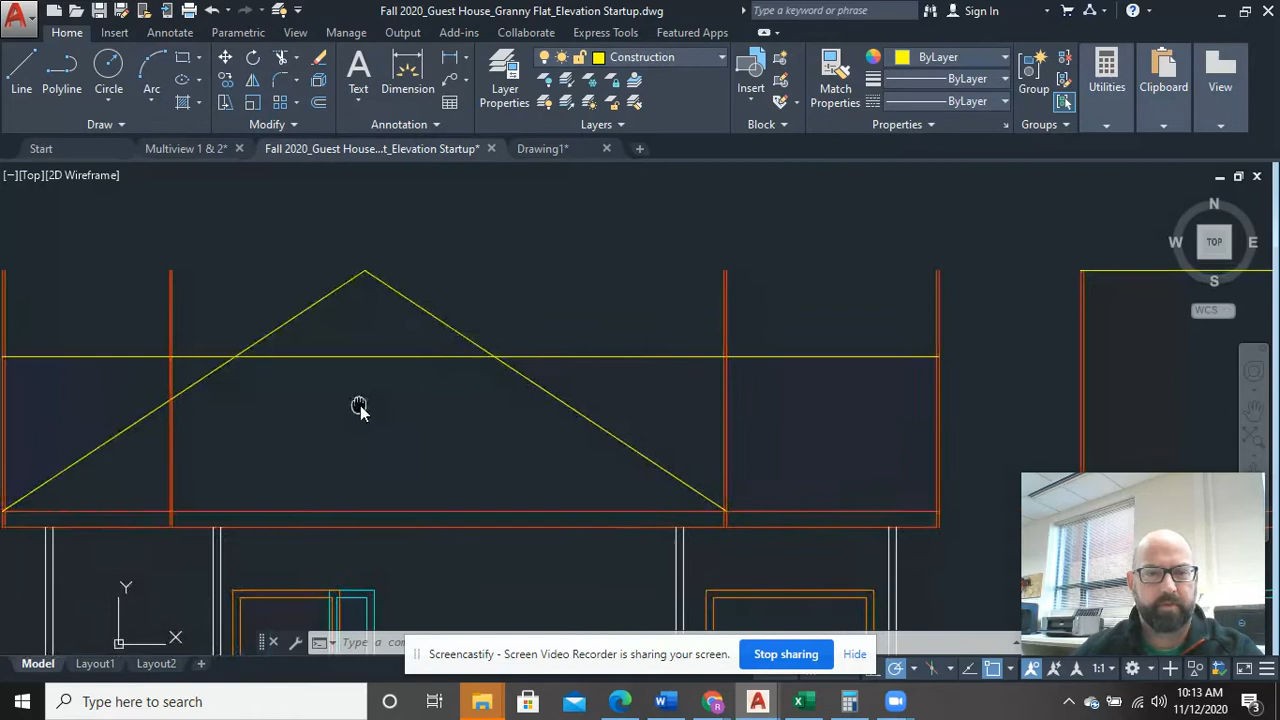 Fall 2020_Guest House_Granny Flat_Elevation Startup.dwg
Type a keyword or phrase
Sign In
Home Insert Annotate Parametric View Manage Output Add-ins Collaborate Express Tools Featured Apps
Construction
ByLayer
ByLayer
ByLayer
Line Polyline Circle Arc Text Dimension Layer Properties Insert Match Properties Group Utilities Clipboard View
Draw Modify Annotation Layers Block Properties Groups
Start Multiview 1 & 2* Fall 2020_Guest House...t_Elevation Startup* Drawing1*
[−][Top][2D Wireframe]
N
W TOP E
S
WCS
Y
X
Type a com
Screencastify - Screen Video Recorder is sharing your screen. Stop sharing Hide
Model Layout1 Layout2 1:1
Type here to search
10:13 AM
11/12/2020
3